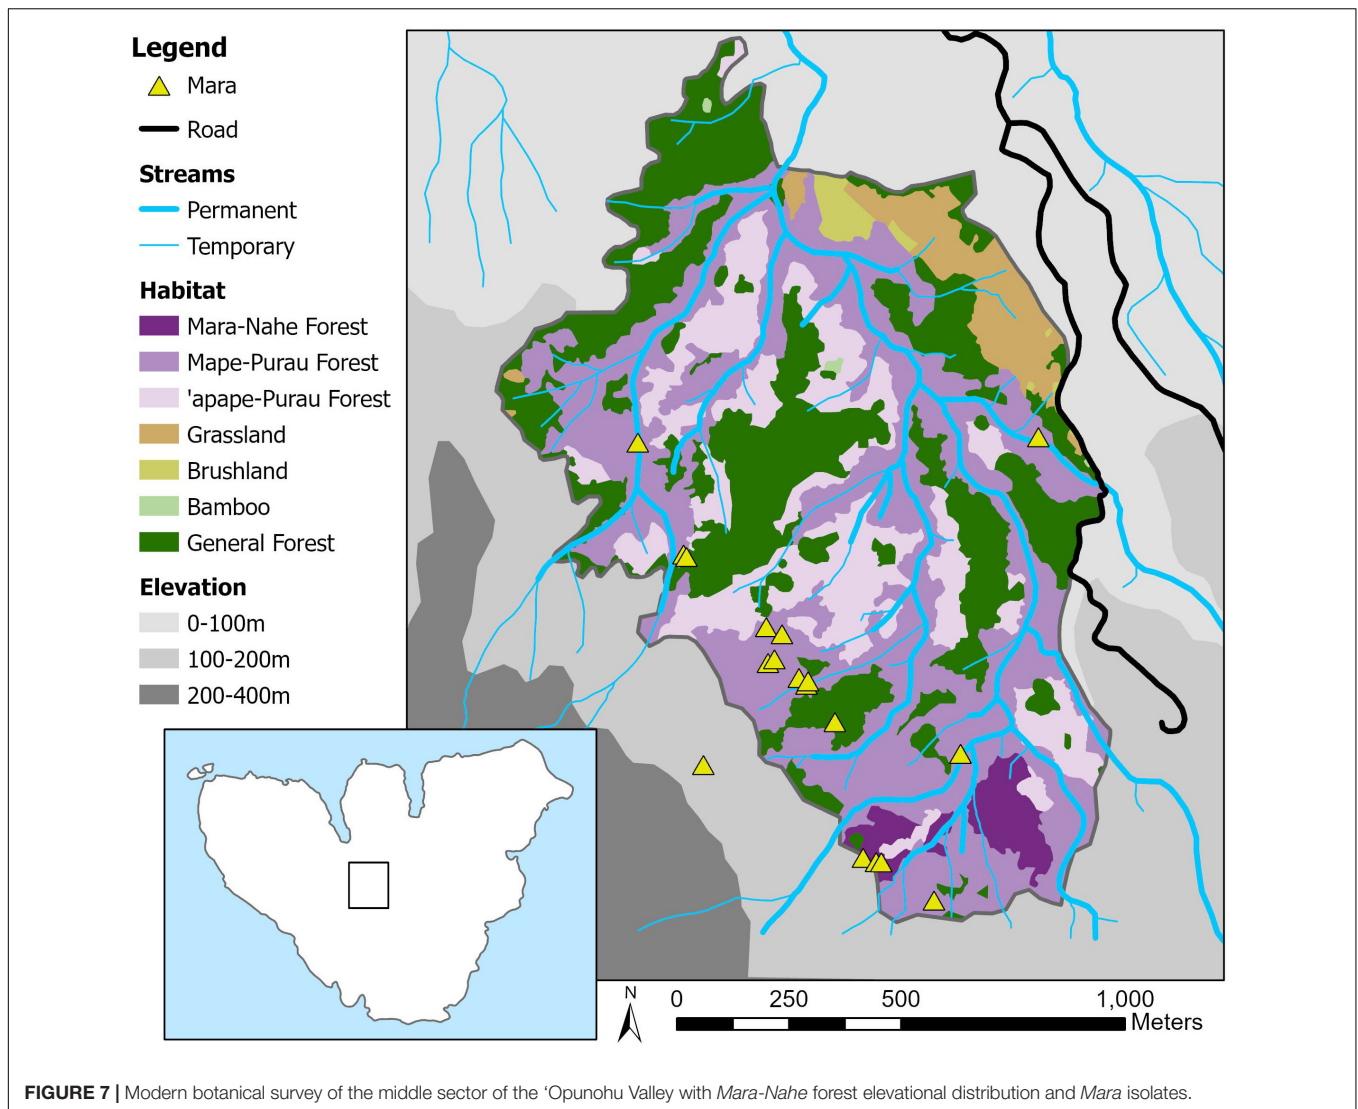 Legend
Mara
Road
Streams
Permanent
Temporary
Habitat
Mara-Nahe Forest
Mape-Purau Forest
'apape-Purau Forest
Grassland
Brushland
Bamboo
General Forest
Elevation
0-100m
100-200m
200-400m
N
0 250 500 1,000
Meters
FIGURE 7 | Modern botanical survey of the middle sector of the ‘Opunohu Valley with Mara-Nahe forest elevational distribution and Mara isolates.